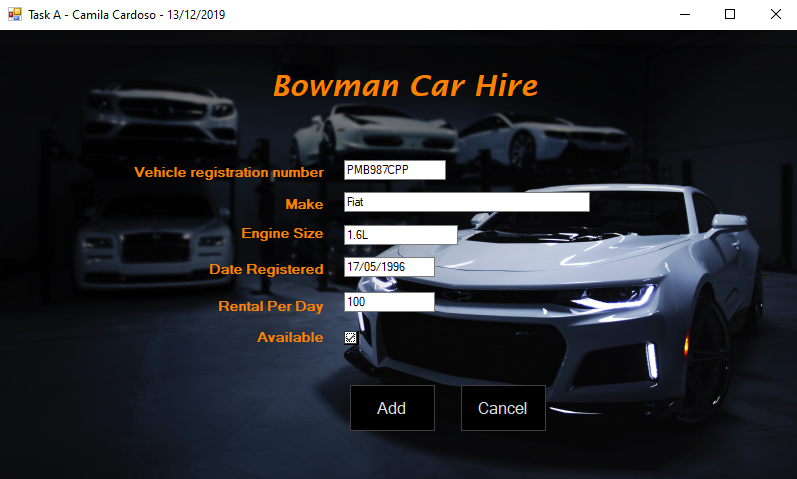 Task A - Camila Cardoso - 13/12/2019
Bowman Car Hire
Vehicle registration number PMB987CPP
Make Fiat
Engine Size 1.6L
Date Registered 17/05/1996
Rental Per Day 100
Available
Add Cancel